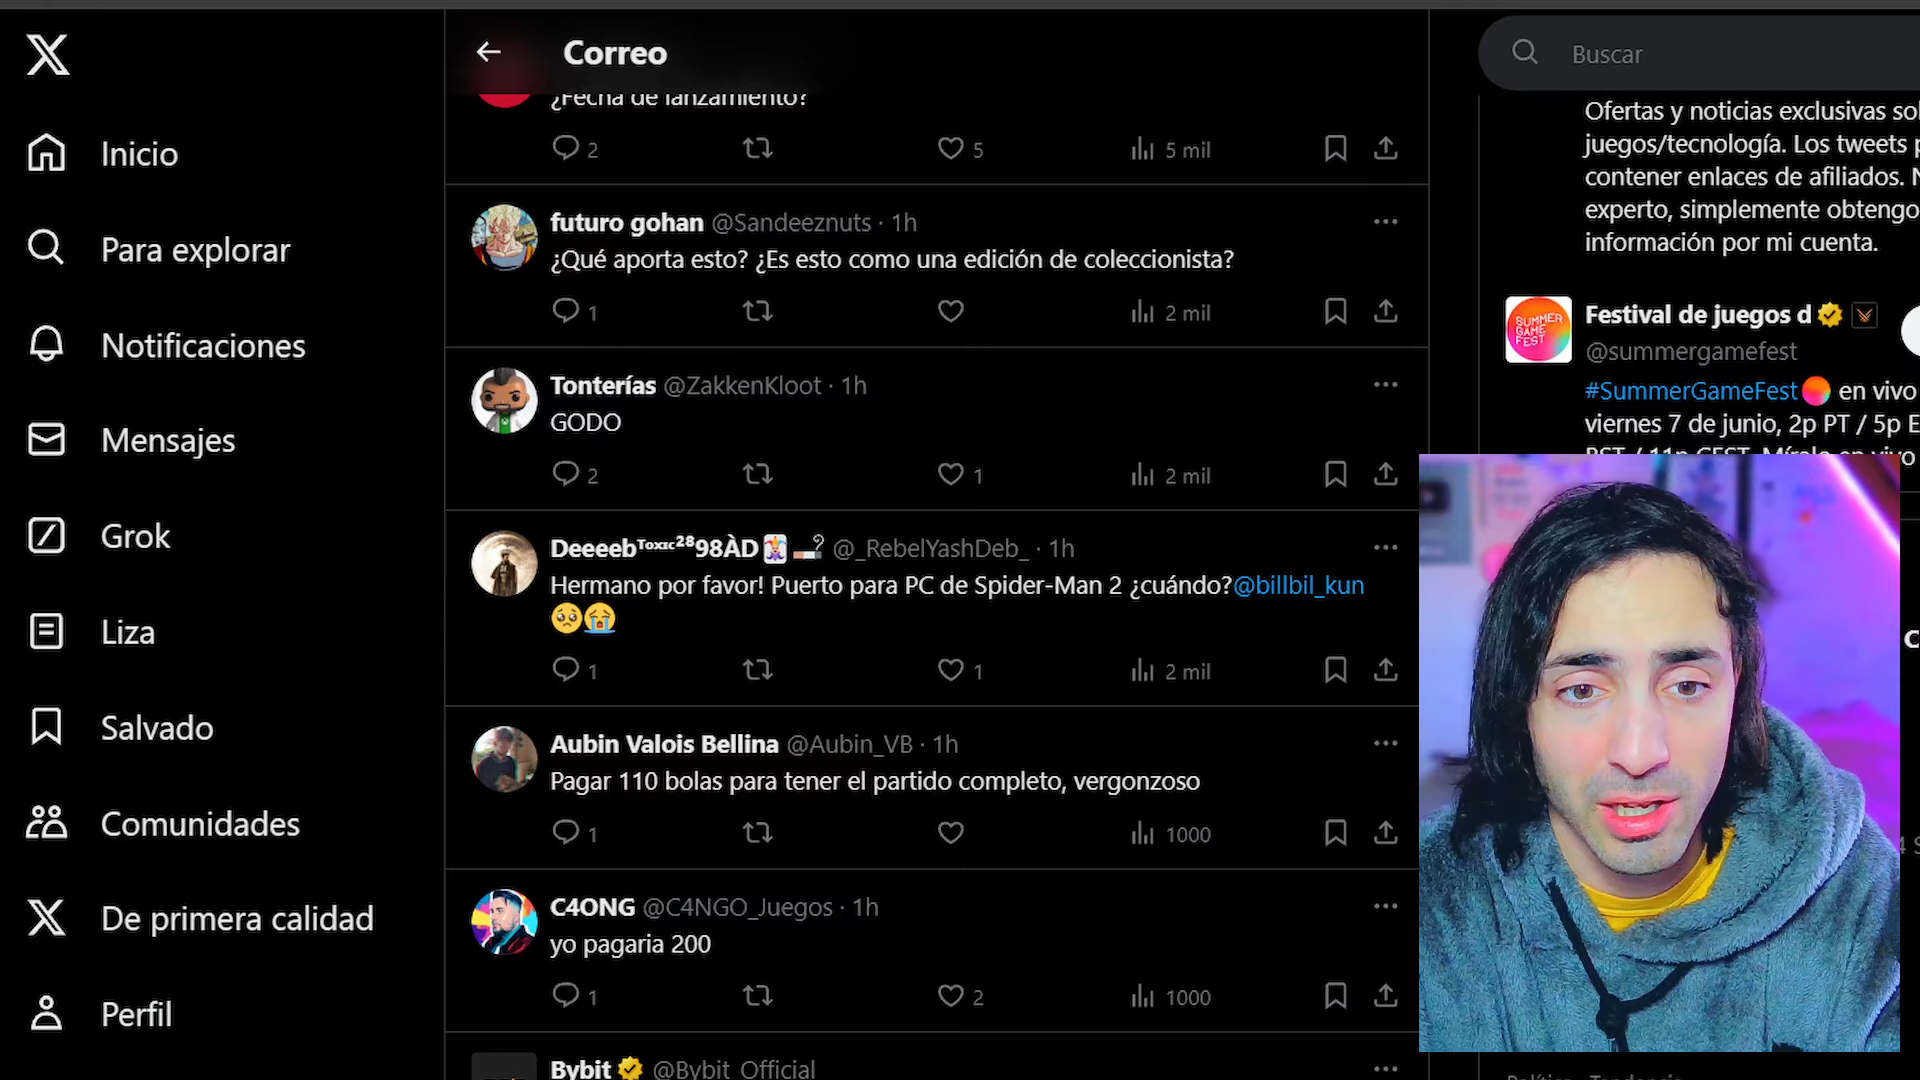 Correo
Buscar
¿Fecha de lanzamiento?
2
5
5 mil
Inicio
Para explorar
Notificaciones
Mensajes
Grok
Liza
Salvado
Comunidades
De primera calidad
Perfil
futuro gohan @Sandeeznuts · 1h
¿Qué aporta esto? ¿Es esto como una edición de coleccionista?
1
2 mil
Tonterías @ZakkenKloot · 1h
GODO
2
1
2 mil
Deeeebᵀᵒˣᶦᶜ²⁸98ÀD🃏🚬? @_RebelYashDeb_ · 1h
Hermano por favor! Puerto para PC de Spider-Man 2 ¿cuándo?@billbil_kun
🥺😭
1
1
2 mil
Aubin Valois Bellina @Aubin_VB · 1h
Pagar 110 bolas para tener el partido completo, vergonzoso
1
1000
C4ONG @C4NGO_Juegos · 1h
yo pagaria 200
1
2
1000
Bybit @Bybit_Official
Ofertas y noticias exclusivas
juegos/tecnología. Los tweets
contener enlaces de afiliados.
experto, simplemente obtengo
información por mi cuenta.
SUMMER
GAME
FEST
Festival de juegos d
@summergamefest
#SummerGameFest en vivo
viernes 7 de junio, 2p PT / 5p